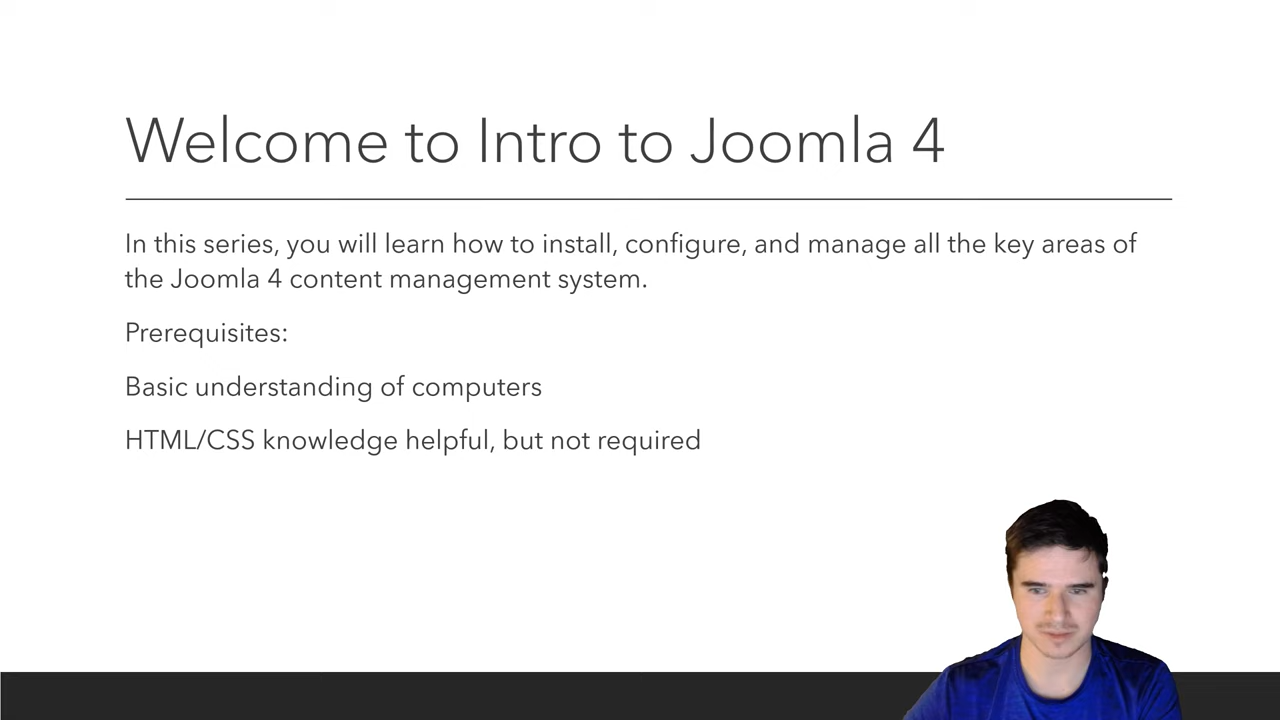 Welcome to Intro to Joomla 4
In this series, you will learn how to install, configure, and manage all the key areas of
the Joomla 4 content management system.
Prerequisites:
Basic understanding of computers
HTML/CSS knowledge helpful, but not required